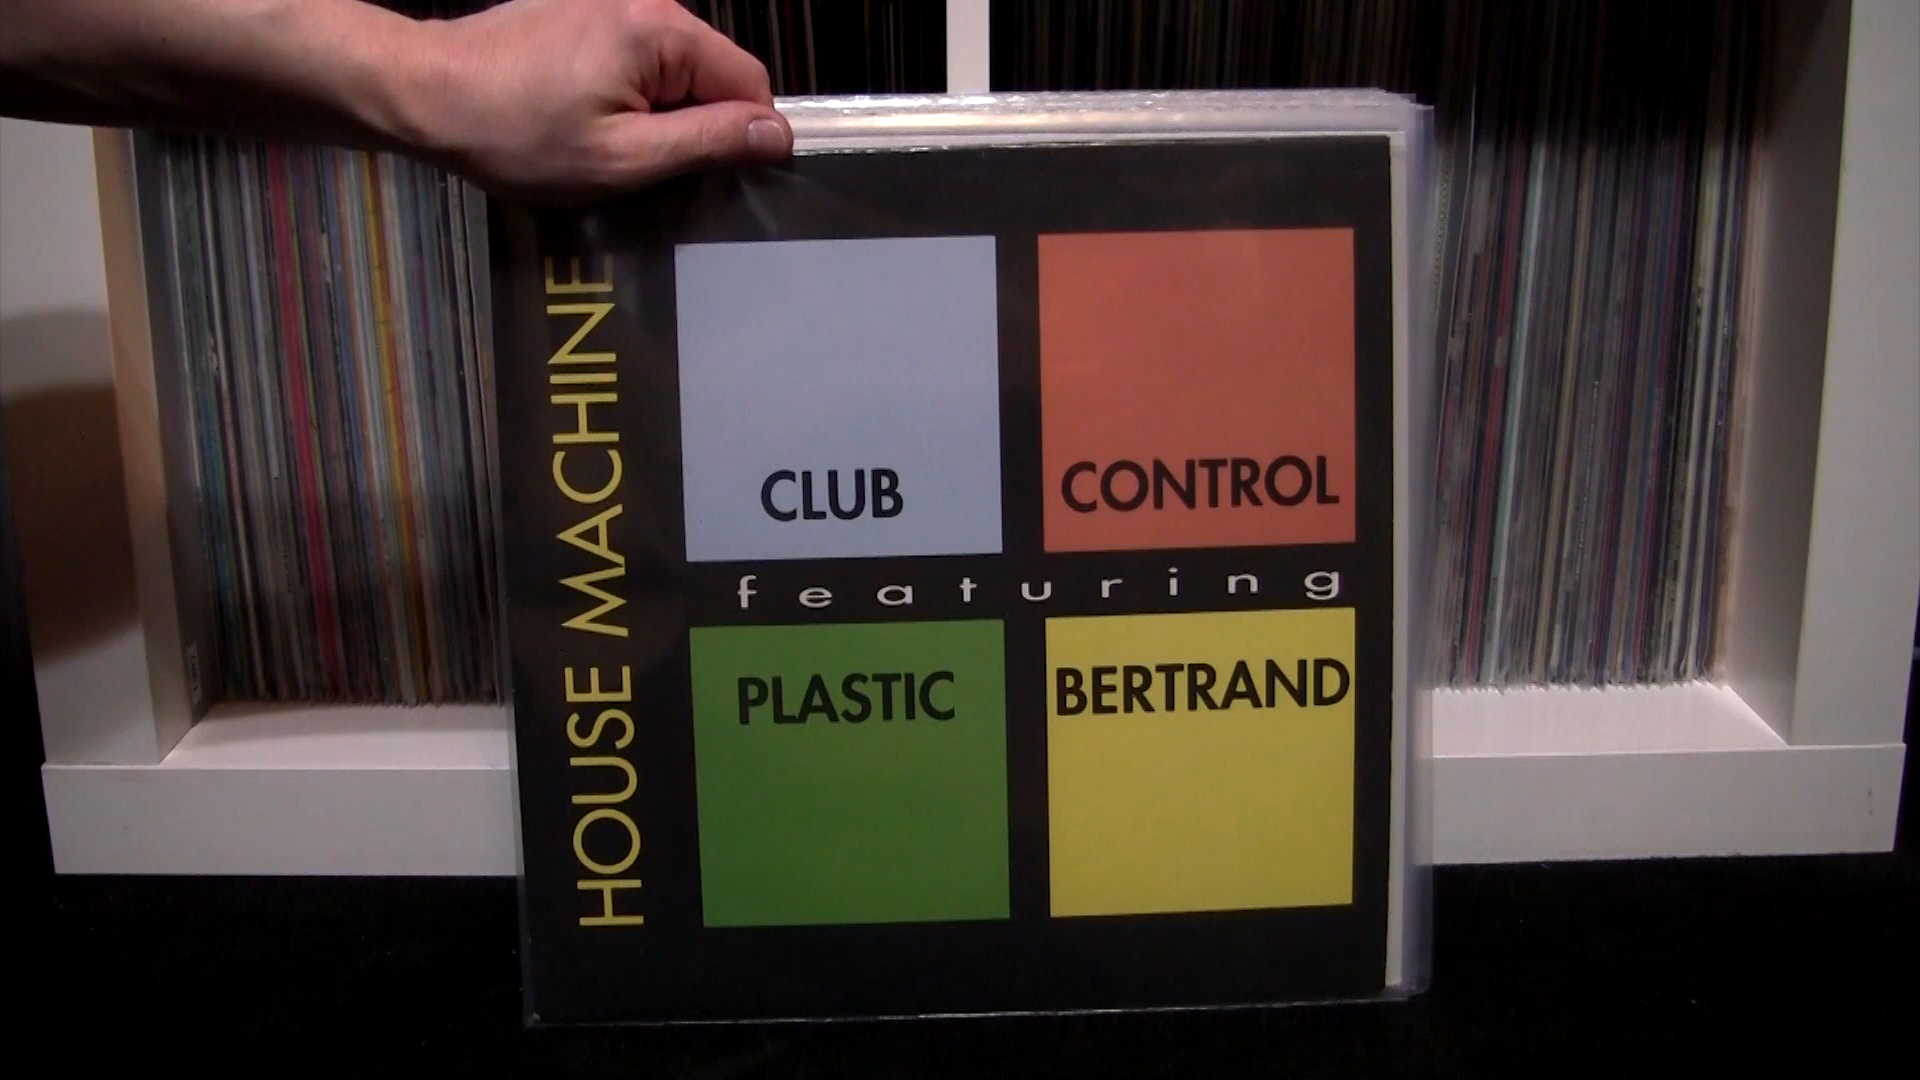 HOUSE MACHINE
CLUB CONTROL
featuring
PLASTIC BERTRAND